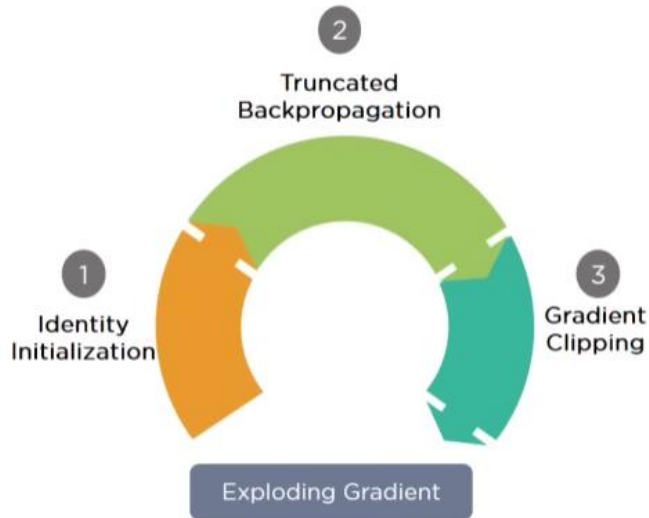 2
Truncated
Backpropagation
1
Identity
Initialization
3
Gradient
Clipping
Exploding Gradient